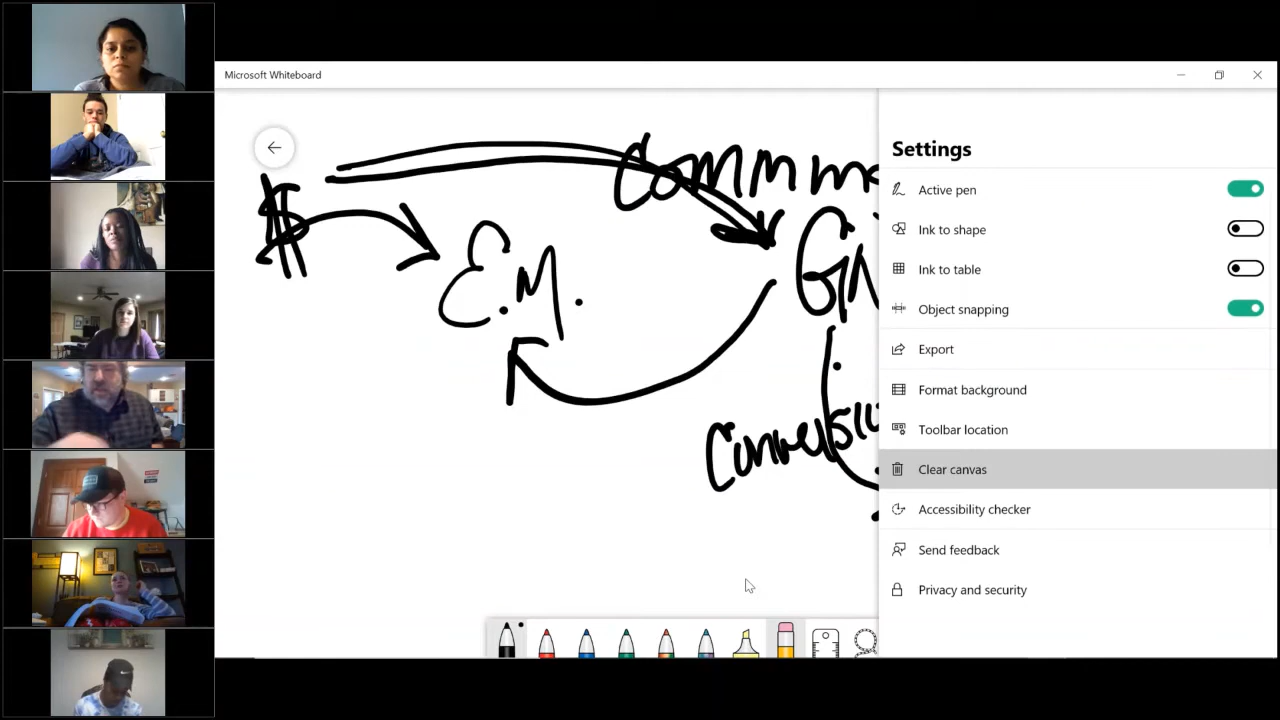 Microsoft Whiteboard
Settings
Active pen
Ink to shape
Ink to table
Object snapping
Export
Format background
Toolbar location
Clear canvas
Accessibility checker
Send feedback
Privacy and security
$
E.M.